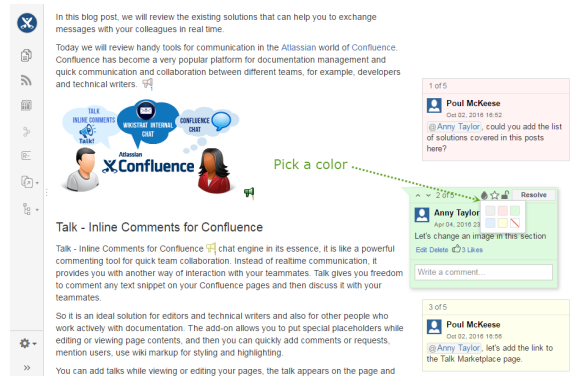 In this blog post, we will review the existing solutions that can help you to exchange
messages with your colleagues in real time.
Today we will review handy tools for communication in the Atlassian world of Confluence.
Confluence has become a very popular platform for documentation management and
quick communication and collaboration between different teams, for example, developers
and technical writers.
TALK
INLINE COMMENTS
Talk!
WIKISTRAT INTERNAL
CHAT
CONFLUENCE
CHAT
Atlassian
Confluence
1 of 5
Poul McKeese
Oct 02, 2016 16:52
@Anny Taylor, could you add the list
of solutions covered in this posts
here?
Pick a color
2 of 5
Resolve
Anny Taylor
Apr 04, 2016 23
Let's change an image in this section
Edit Delete 3 Likes
Write a comment...
Talk - Inline Comments for Confluence
Talk - Inline Comments for Confluence chat engine in its essence, it is like a powerful
commenting tool for quick team collaboration. Instead of realtime communication, it
provides you with another way of interaction with your teammates. Talk gives you freedom
to comment any text snippet on your Confluence pages and then discuss it with your
teammates.
So it is an ideal solution for editors and technical writers and also for other people who
work actively with documentation. The add-on allows you to put special placeholders while
editing or viewing page contents, and then you can quickly add comments or requests,
mention users, use wiki markup for styling and highlighting.
You can add talks while viewing or editing your pages, the talk appears on the page and
3 of 5
Poul McKeese
Oct 02, 2016 16:56
@Anny Taylor, let's add the link to
the Talk Marketplace page.